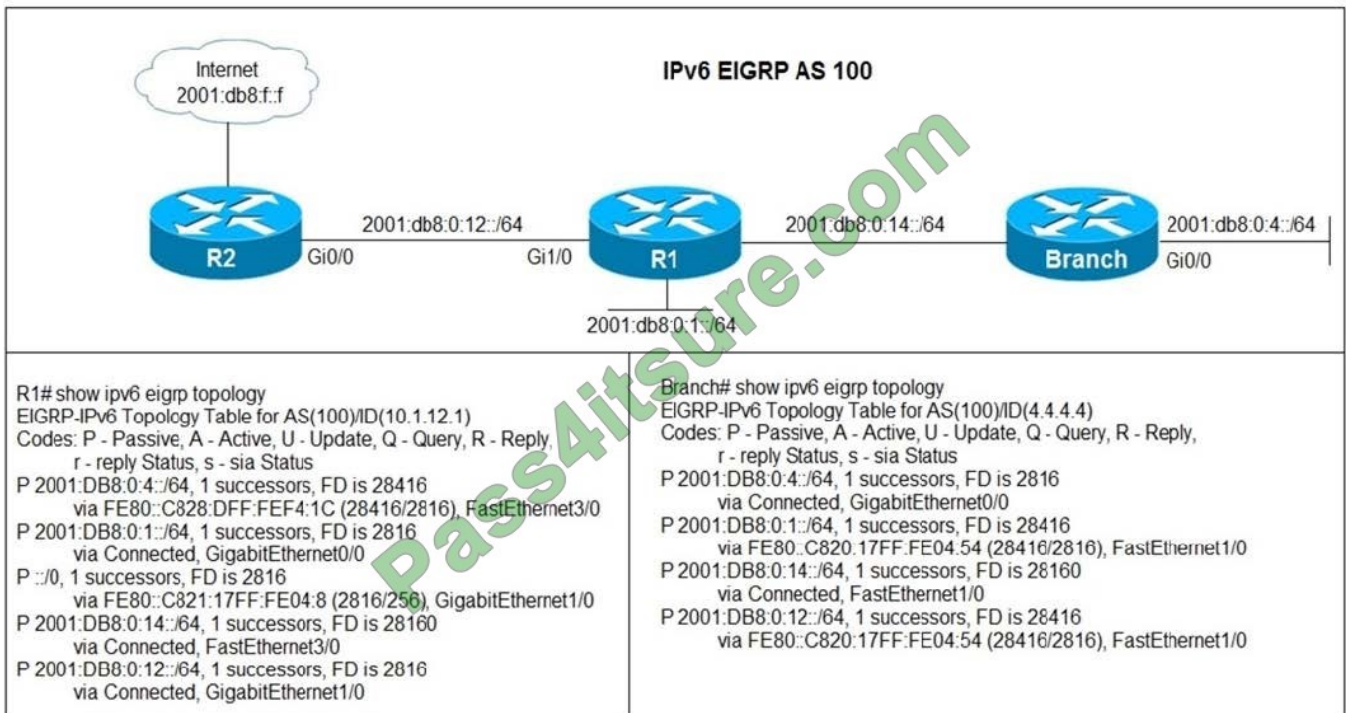 Internet
2001:db8:f::f
IPv6 EIGRP AS 100
2001:db8:0:12::/64
2001:db8:0:14::/64
2001:db8:0:4::/64
R2
Gi0/0
Gi1/0
R1
Branch
Gi0/0
2001:db8:0:1::/64
R1# show ipv6 eigrp topology
EIGRP-IPv6 Topology Table for AS(100)/ID(10.1.12.1)
Codes: P - Passive, A - Active, U - Update, Q - Query, R - Reply,
r - reply Status, s - sia Status
P 2001:DB8:0:4::/64, 1 successors, FD is 28416
via FE80::C828:DFF:FEF4:1C (28416/2816), FastEthernet3/0
P 2001:DB8:0:1::/64, 1 successors, FD is 2816
via Connected, GigabitEthernet0/0
P ::/0, 1 successors, FD is 2816
via FE80::C821:17FF:FE04:8 (2816/256), GigabitEthernet1/0
P 2001:DB8:0:14::/64, 1 successors, FD is 28160
via Connected, FastEthernet3/0
P 2001:DB8:0:12::/64, 1 successors, FD is 2816
via Connected, GigabitEthernet1/0
Branch# show ipv6 eigrp topology
EIGRP-IPv6 Topology Table for AS(100)/ID(4.4.4.4)
Codes: P - Passive, A - Active, U - Update, Q - Query, R - Reply,
r - reply Status, s - sia Status
P 2001:DB8:0:4::/64, 1 successors, FD is 2816
via Connected, GigabitEthernet0/0
P 2001:DB8:0:1::/64, 1 successors, FD is 28416
via FE80::C820:17FF:FE04:54 (28416/2816), FastEthernet1/0
P 2001:DB8:0:14::/64, 1 successors, FD is 28160
via Connected, FastEthernet1/0
P 2001:DB8:0:12::/64, 1 successors, FD is 28416
via FE80::C820:17FF:FE04:54 (28416/2816), FastEthernet1/0
Pass4itsure.com